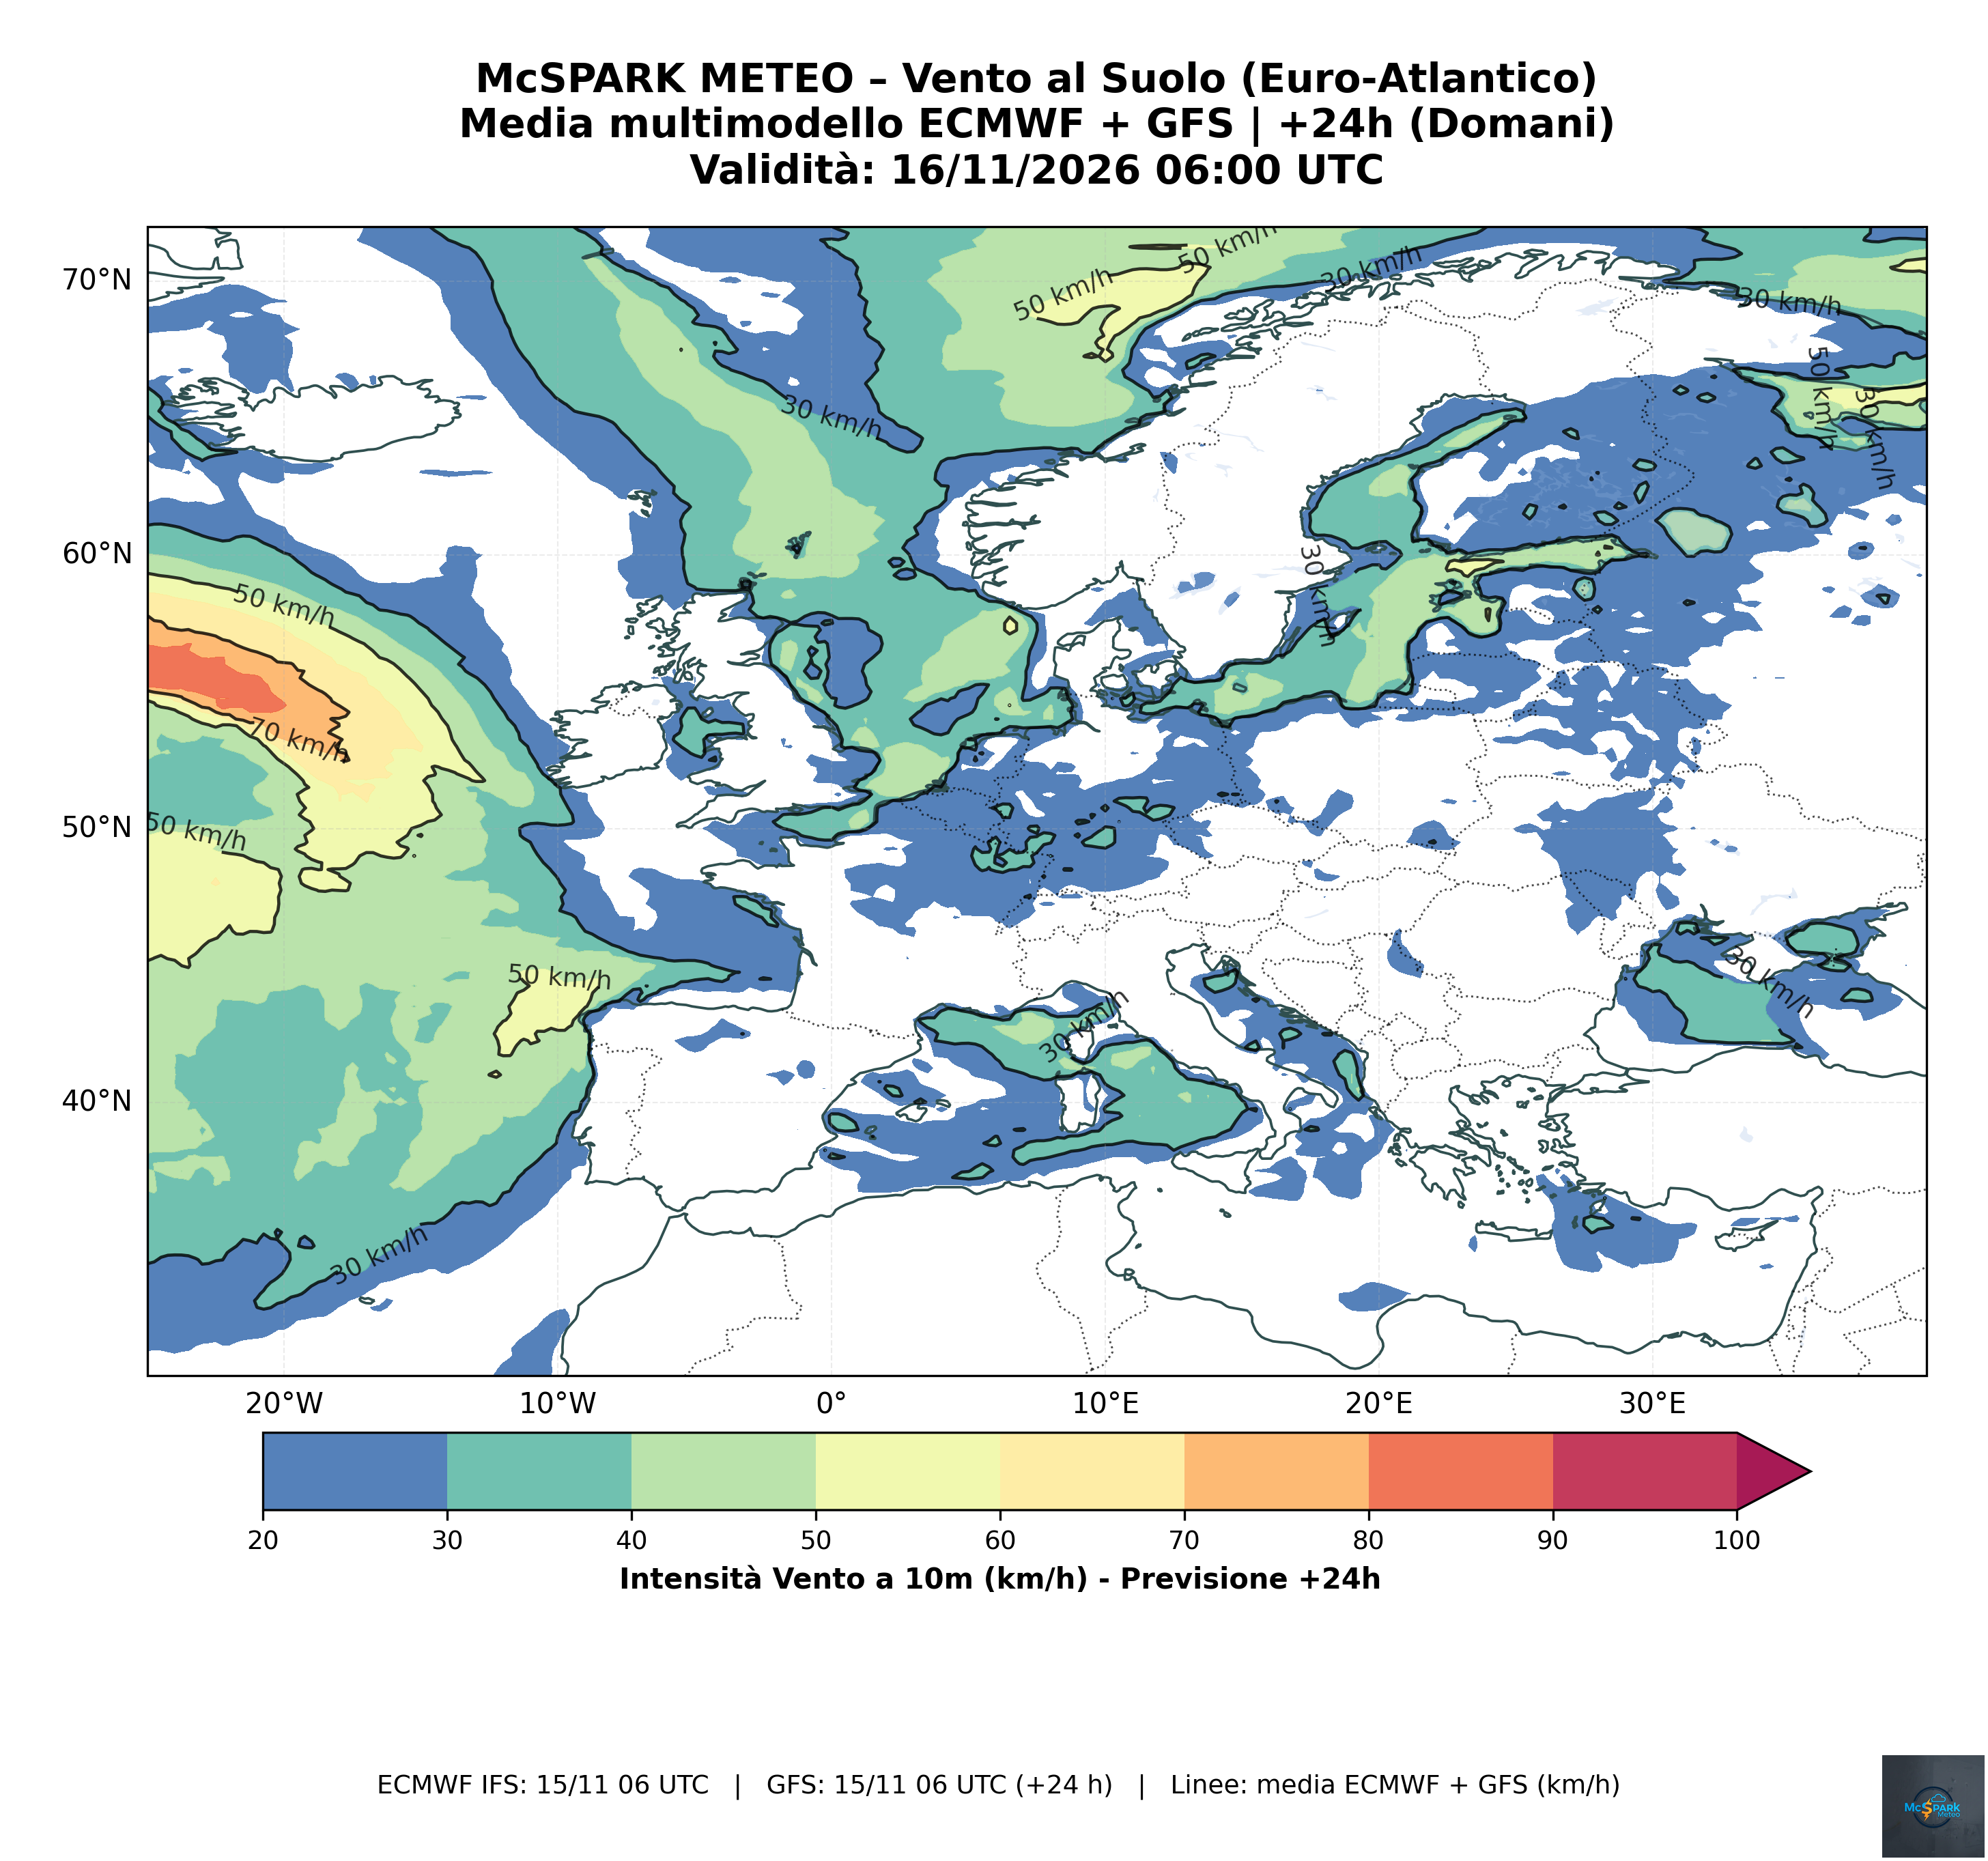 McSPARK METEO – Vento al Suolo (Euro-Atlantico)
Media multimodello ECMWF + GFS | +24h (Domani)
Validità: 16/11/2026 06:00 UTC
70°N
60°N
50°N
40°N
50 km/h
50 km/h
30 km/h
30 km/h
50 km/h
30 km/h
30 km/h
50 km/h
30 km/h
70 km/h
50 km/h
50 km/h
30 km/h
30 km/h
30 km/h
20°W
10°W
0°
10°E
20°E
30°E
20
30
40
50
60
70
80
90
100
Intensità Vento a 10m (km/h) - Previsione +24h
ECMWF IFS: 15/11 06 UTC | GFS: 15/11 06 UTC (+24 h) | Linee: media ECMWF + GFS (km/h)
McSPARK
Meteo